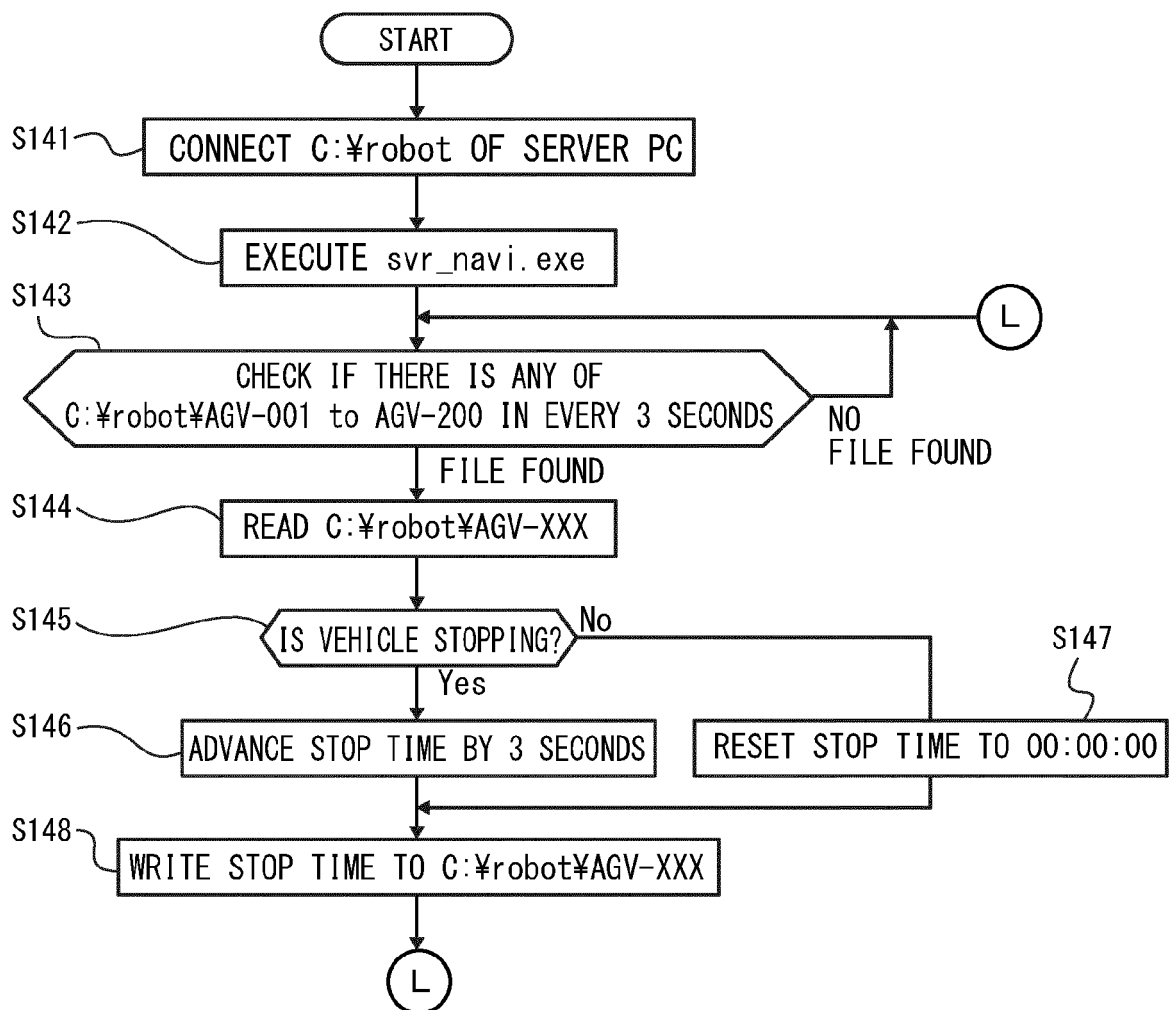 START
S141
CONNECT C:¥robot OF SERVER PC
S142
EXECUTE svr_navi.exe
S143
L
CHECK IF THERE IS ANY OF
C:¥robot¥AGV-001 to AGV-200 IN EVERY 3 SECONDS
NO
FILE FOUND
FILE FOUND
S144
READ C:¥robot¥AGV-XXX
S145
IS VEHICLE STOPPING?
No
Yes
S147
S146
ADVANCE STOP TIME BY 3 SECONDS
RESET STOP TIME TO 00:00:00
S148
WRITE STOP TIME TO C:¥robot¥AGV-XXX
L